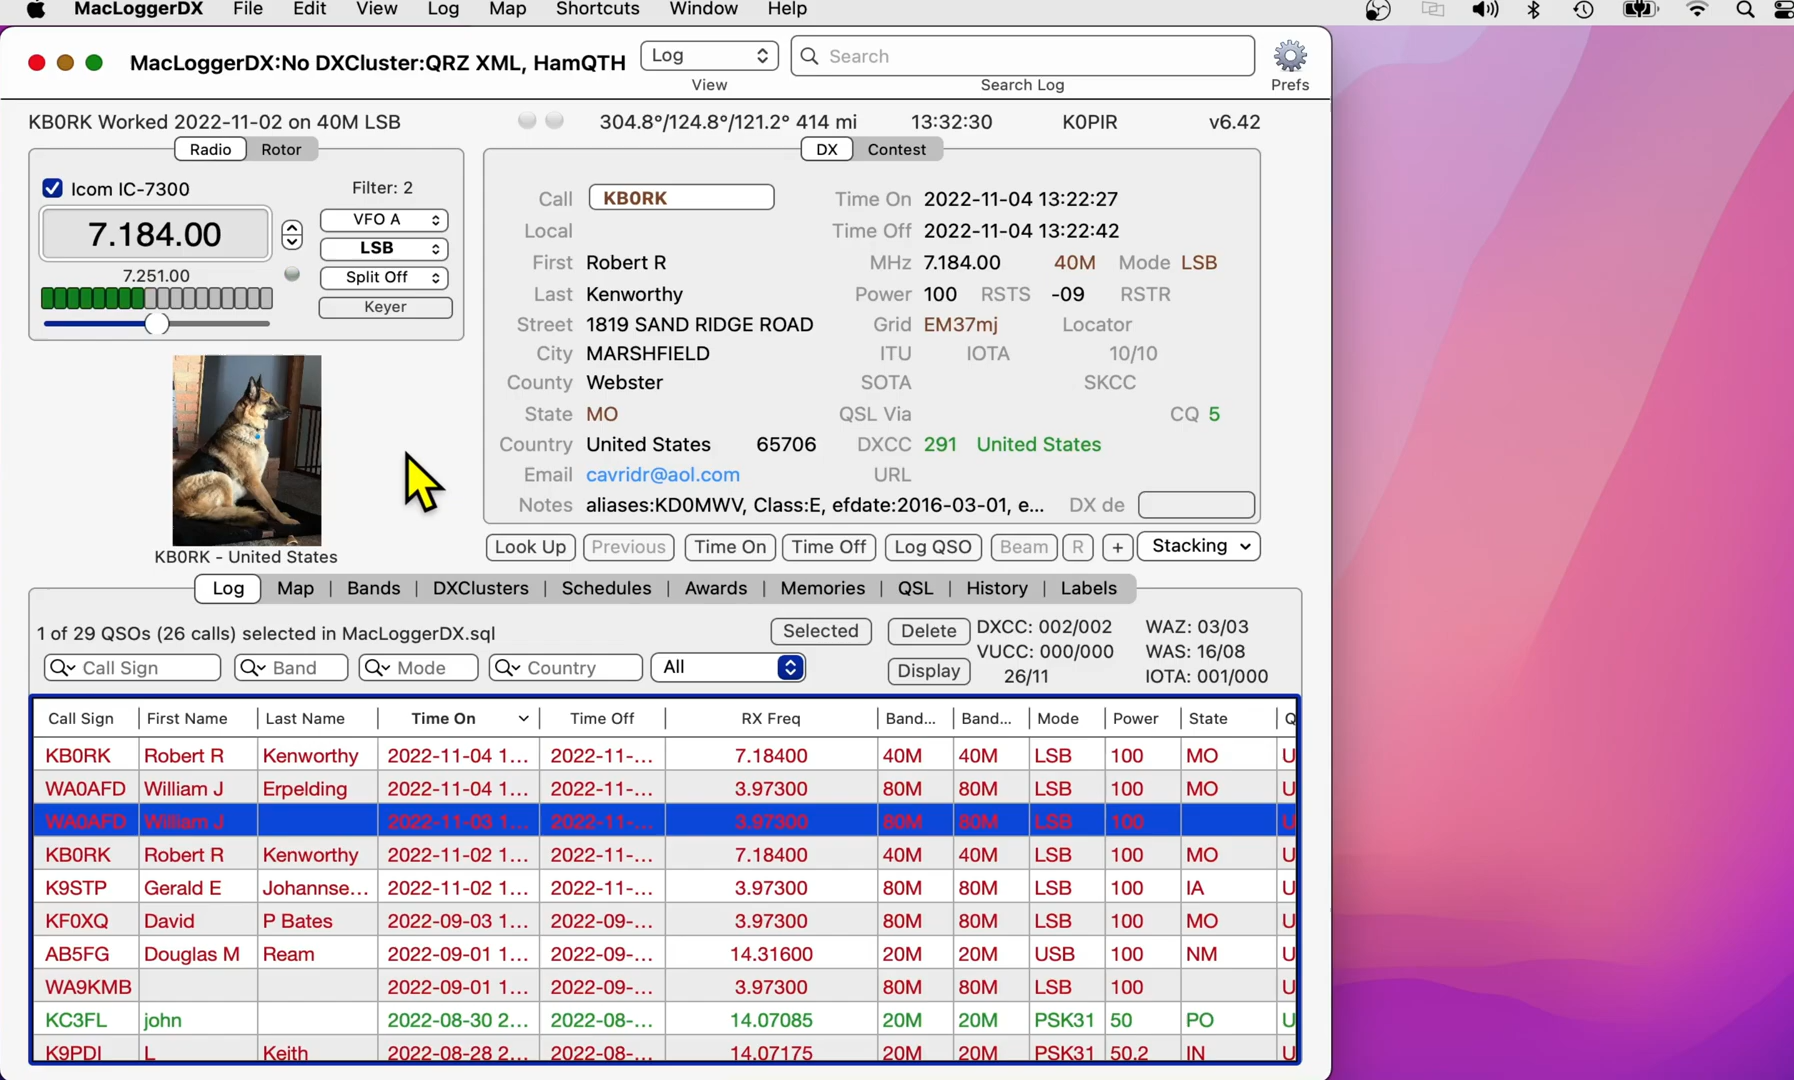 MacLoggerDX File Edit View Log Map Shortcuts Window Help
MacLoggerDX:No DXCluster:QRZ XML, HamQTH Log Search
View Search Log Prefs
KB0RK Worked 2022-11-02 on 40M LSB 304.8°/124.8°/121.2° 414 mi 13:32:30 K0PIR v6.42
Radio Rotor DX Contest
Icom IC-7300 Filter: 2
7.184.00 VFO A
LSB
7.251.00 Split Off
Keyer
KB0RK - United States
Call KB0RK Time On 2022-11-04 13:22:27
Local Time Off 2022-11-04 13:22:42
First Robert R MHz 7.184.00 40M Mode LSB
Last Kenworthy Power 100 RSTS -09 RSTR
Street 1819 SAND RIDGE ROAD Grid EM37mj Locator
City MARSHFIELD ITU IOTA 10/10
County Webster SOTA SKCC
State MO QSL Via CQ 5
Country United States 65706 DXCC 291 United States
Email cavridr@aol.com URL
Notes aliases:KD0MWV, Class:E, efdate:2016-03-01, e... DX de
Look Up Previous Time On Time Off Log QSO Beam R + Stacking
Log Map Bands DXClusters Schedules Awards Memories QSL History Labels
1 of 29 QSOs (26 calls) selected in MacLoggerDX.sql Selected Delete DXCC: 002/002 WAZ: 03/03
VUCC: 000/000 WAS: 16/08
Call Sign Band Mode Country All Display 26/11 IOTA: 001/000
Call Sign First Name Last Name Time On Time Off RX Freq Band... Band... Mode Power State Q
KB0RK Robert R Kenworthy 2022-11-04 1... 2022-11-... 7.18400 40M 40M LSB 100 MO U
WA0AFD William J Erpelding 2022-11-04 1... 2022-11-... 3.97300 80M 80M LSB 100 MO U
WA0AFD William J 2022-11-03 1... 2022-11-... 3.97300 80M 80M LSB 100 U
KB0RK Robert R Kenworthy 2022-11-02 1... 2022-11-... 7.18400 40M 40M LSB 100 MO U
K9STP Gerald E Johannse... 2022-11-02 1... 2022-11-... 3.97300 80M 80M LSB 100 IA U
KF0XQ David P Bates 2022-09-03 1... 2022-09-... 3.97300 80M 80M LSB 100 MO U
AB5FG Douglas M Ream 2022-09-01 1... 2022-09-... 14.31600 20M 20M USB 100 NM U
WA9KMB 2022-09-01 1... 2022-09-... 3.97300 80M 80M LSB 100 U
KC3FL john 2022-08-30 2... 2022-08-... 14.07085 20M 20M PSK31 50 PO U
K9PDI L Keith 2022-08-28 2... 2022-08-... 14.07175 20M 20M PSK31 50.2 IN U